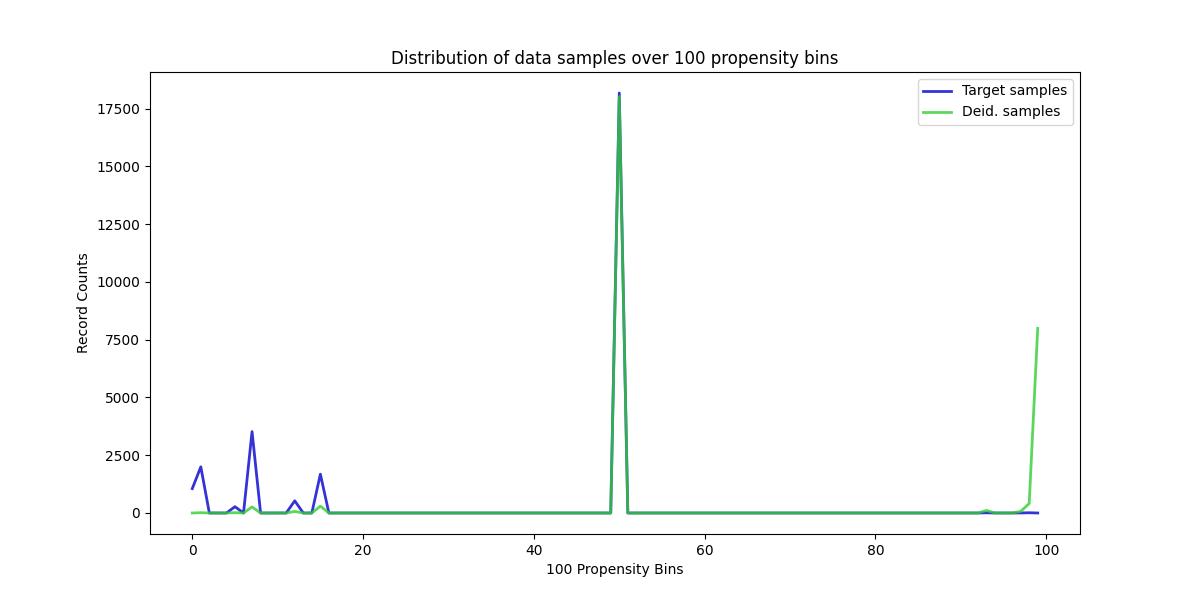 Distribution of data samples over 100 propensity bins
Target samples
Deid. samples
Record Counts
17500
15000
12500
10000
7500
5000
2500
0
0 20 40 60 80 100
100 Propensity Bins